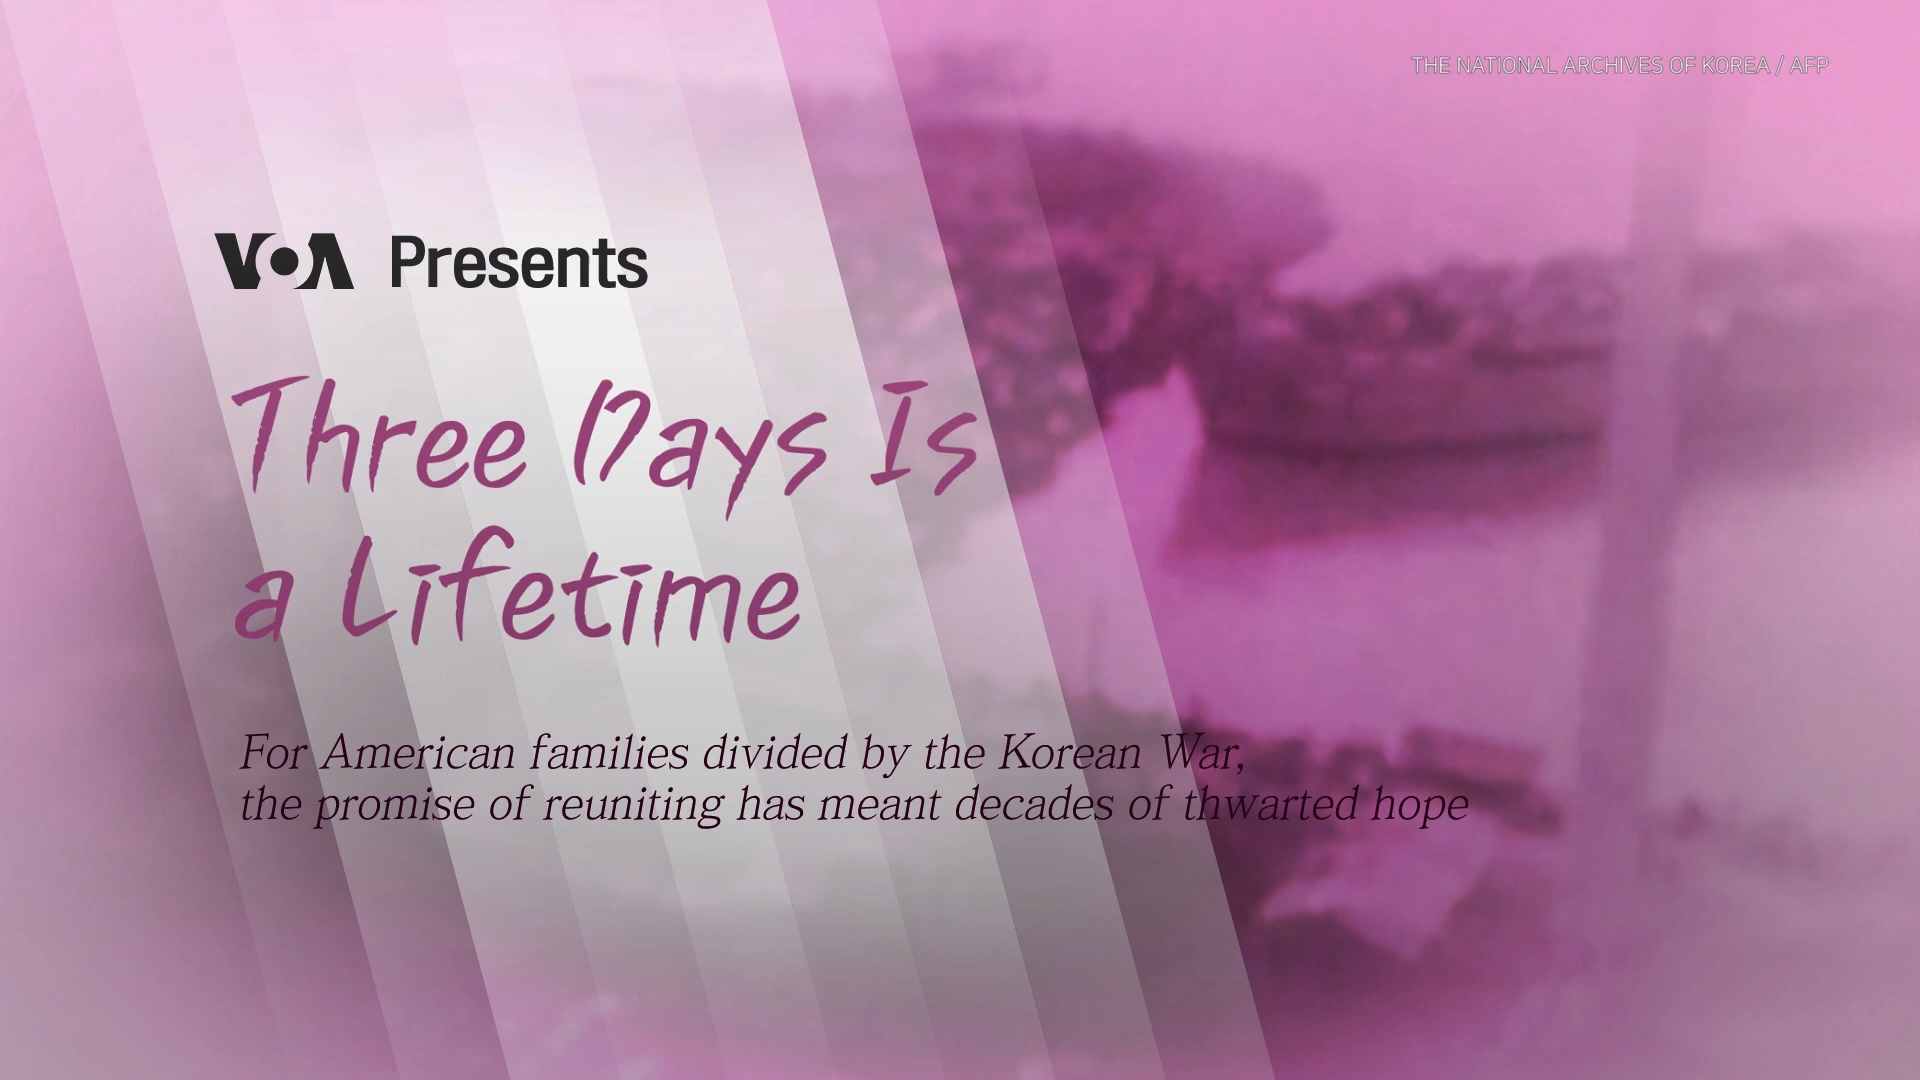 THE NATIONAL ARCHIVES OF KOREA / AFP
VOA Presents
Three Days Is
a Lifetime
For American families divided by the Korean War,
the promise of reuniting has meant decades of thwarted hope